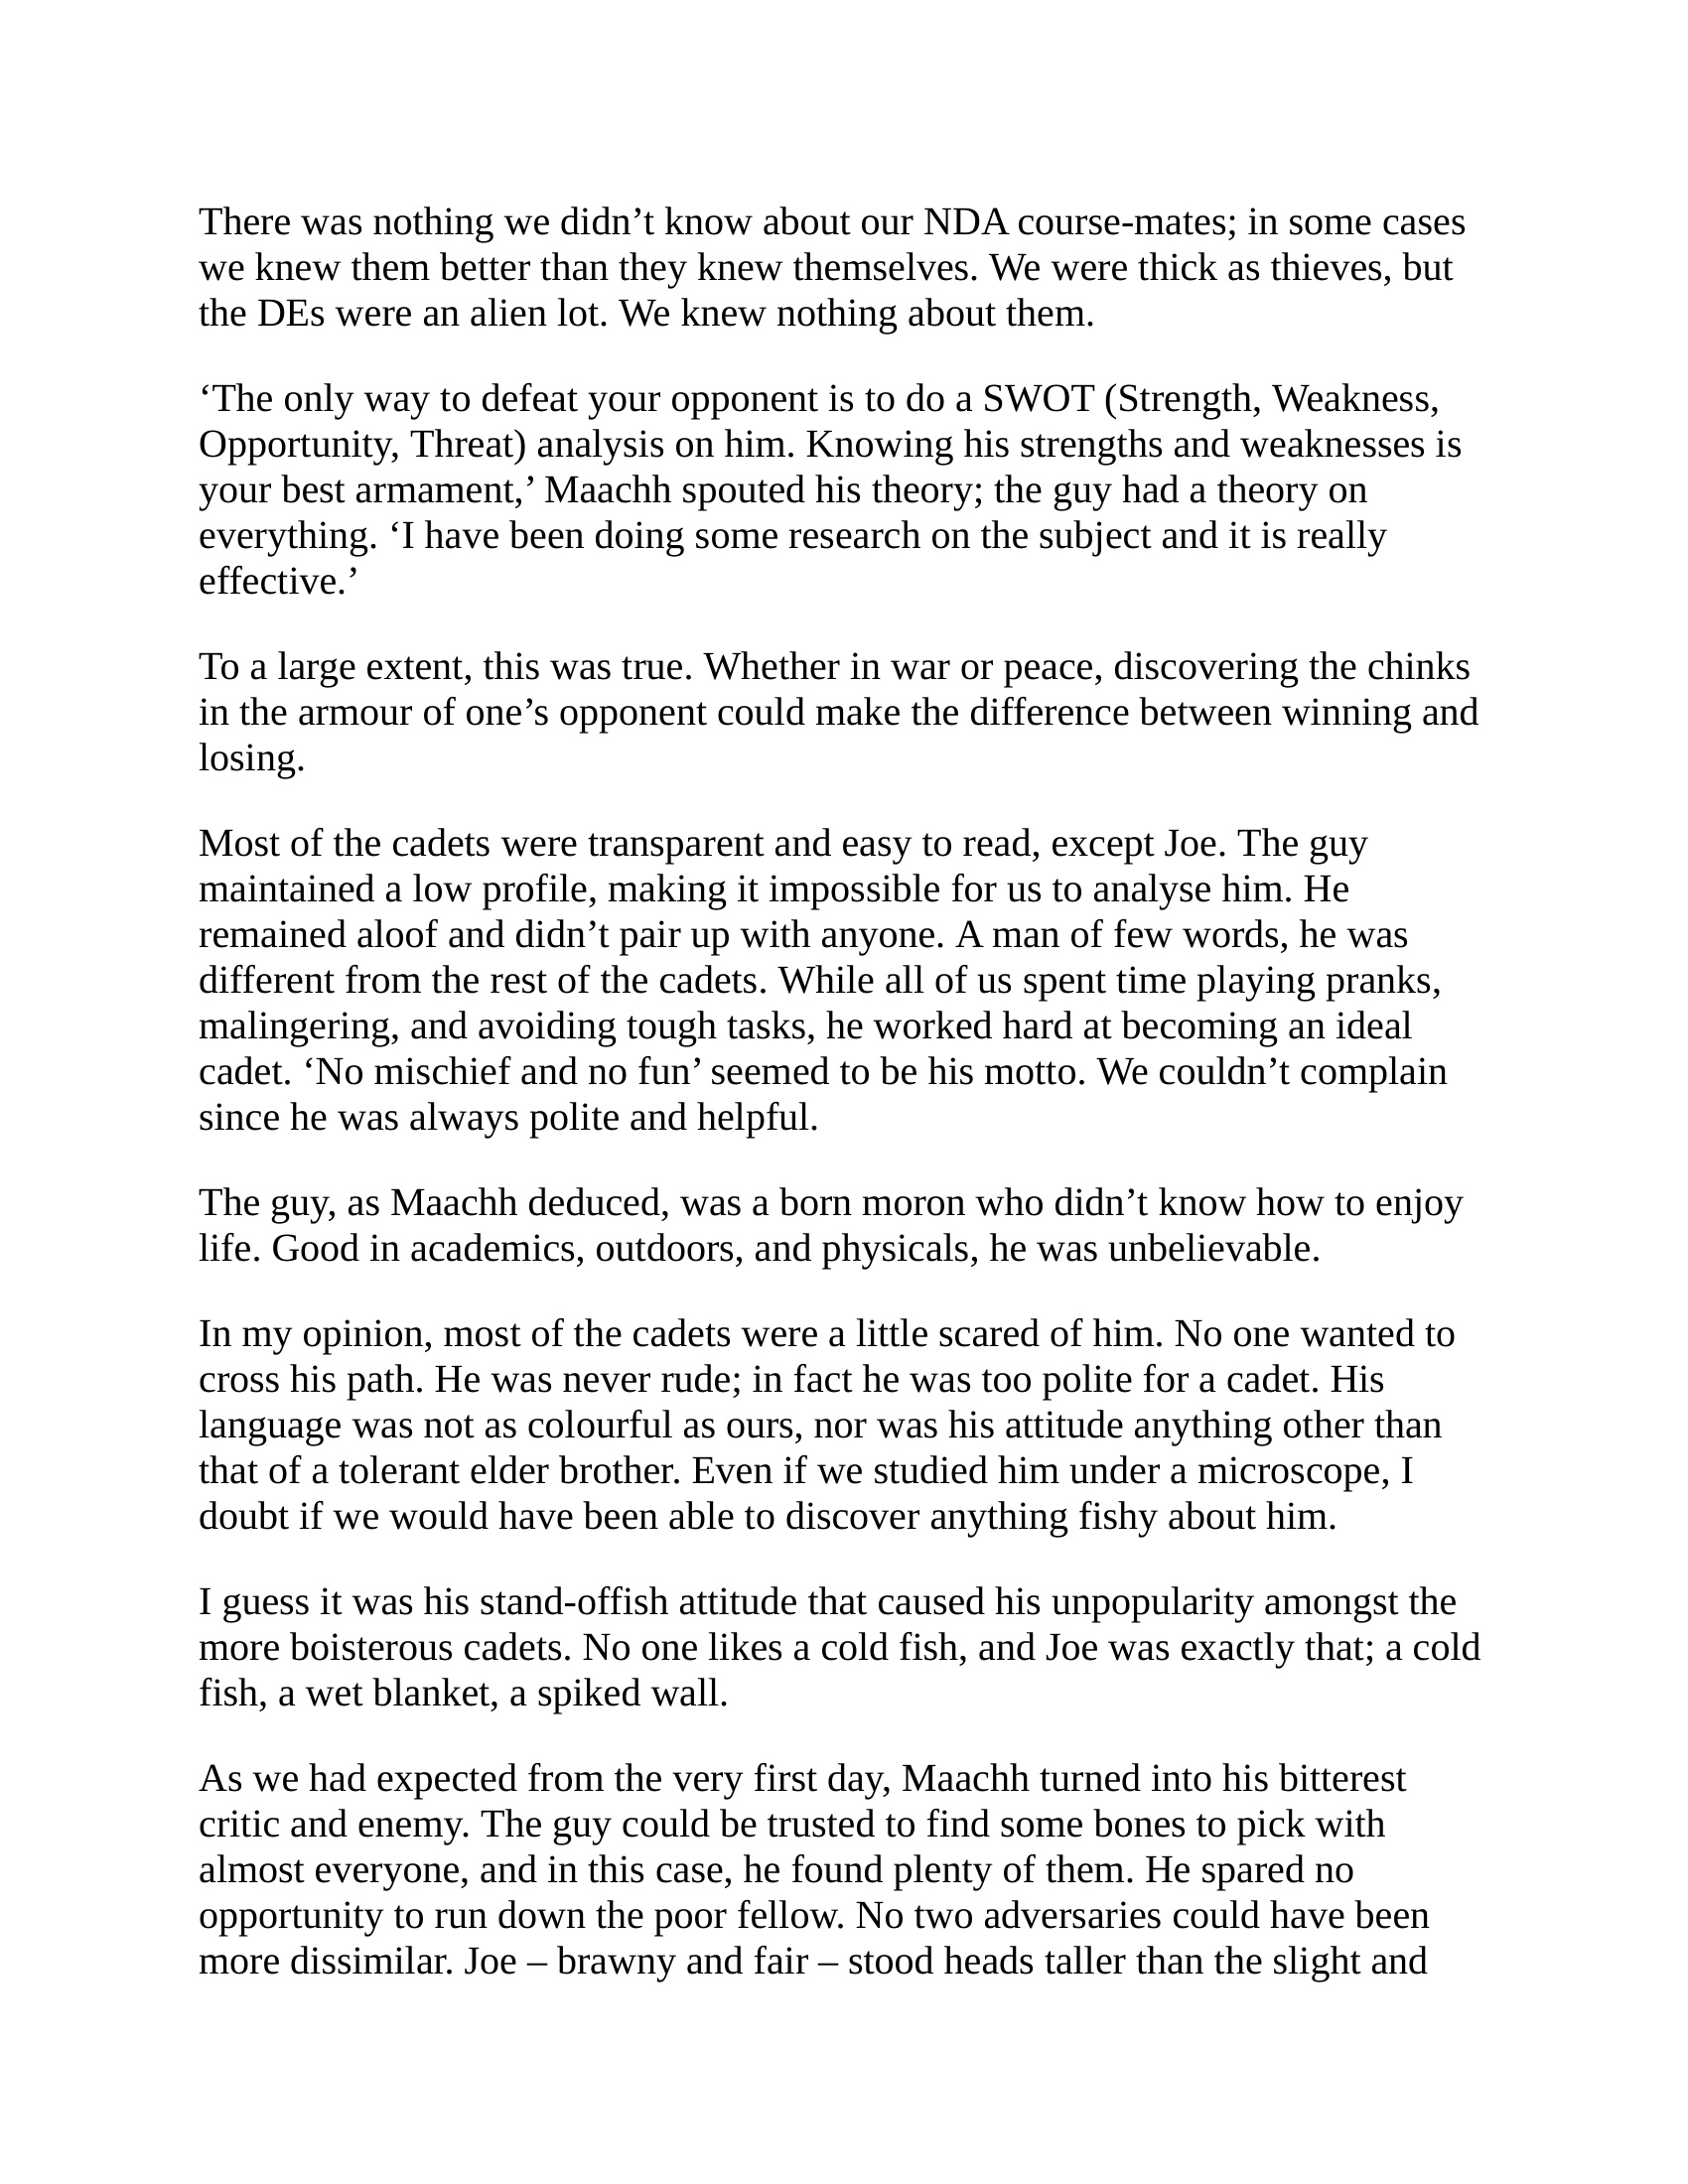 There was nothing we didn’t know about our NDA course-mates; in some cases
we knew them better than they knew themselves. We were thick as thieves, but
the DEs were an alien lot. We knew nothing about them.
‘The only way to defeat your opponent is to do a SWOT (Strength, Weakness,
Opportunity, Threat) analysis on him. Knowing his strengths and weaknesses is
your best armament,’ Maachh spouted his theory; the guy had a theory on
everything. ‘I have been doing some research on the subject and it is really
effective.’
To a large extent, this was true. Whether in war or peace, discovering the chinks
in the armour of one’s opponent could make the difference between winning and
losing.
Most of the cadets were transparent and easy to read, except Joe. The guy
maintained a low profile, making it impossible for us to analyse him. He
remained aloof and didn’t pair up with anyone. A man of few words, he was
different from the rest of the cadets. While all of us spent time playing pranks,
malingering, and avoiding tough tasks, he worked hard at becoming an ideal
cadet. ‘No mischief and no fun’ seemed to be his motto. We couldn’t complain
since he was always polite and helpful.
The guy, as Maachh deduced, was a born moron who didn’t know how to enjoy
life. Good in academics, outdoors, and physicals, he was unbelievable.
In my opinion, most of the cadets were a little scared of him. No one wanted to
cross his path. He was never rude; in fact he was too polite for a cadet. His
language was not as colourful as ours, nor was his attitude anything other than
that of a tolerant elder brother. Even if we studied him under a microscope, I
doubt if we would have been able to discover anything fishy about him.
I guess it was his stand-offish attitude that caused his unpopularity amongst the
more boisterous cadets. No one likes a cold fish, and Joe was exactly that; a cold
fish, a wet blanket, a spiked wall.
As we had expected from the very first day, Maachh turned into his bitterest
critic and enemy. The guy could be trusted to find some bones to pick with
almost everyone, and in this case, he found plenty of them. He spared no
opportunity to run down the poor fellow. No two adversaries could have been
more dissimilar. Joe – brawny and fair – stood heads taller than the slight and